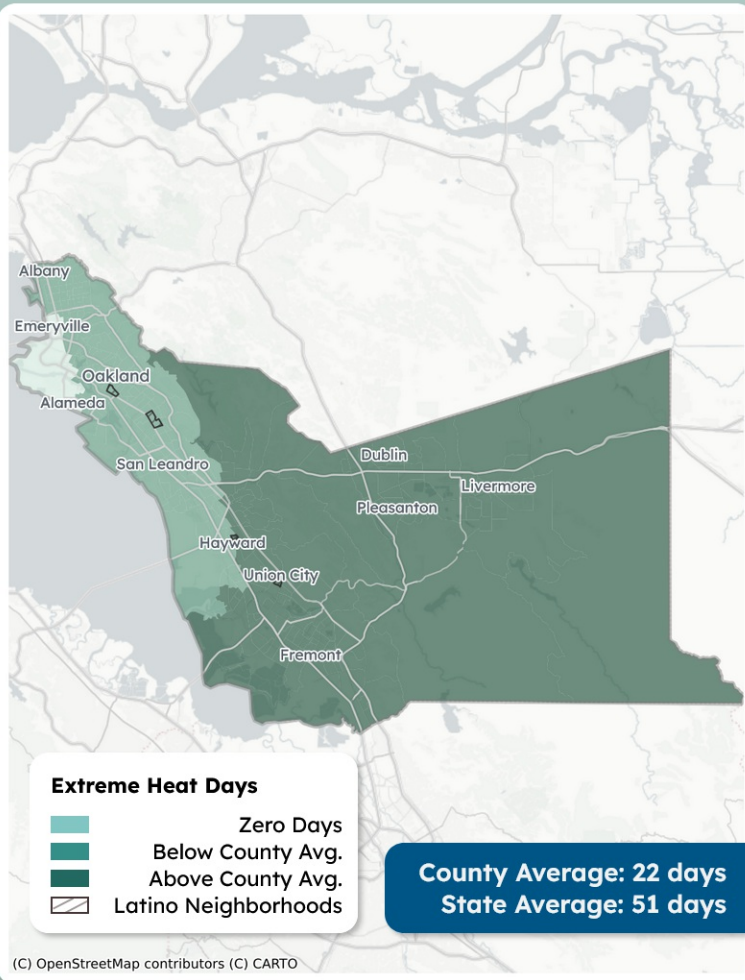 Albany
Emeryville
Oakland
Alameda
San Leandro
Dublin
Livermore
Pleasanton
Hayward
Union City
Fremont
Extreme Heat Days
Zero Days
Below County Avg.
Above County Avg.
Latino Neighborhoods
County Average: 22 days
State Average: 51 days
(C) OpenStreetMap contributors (C) CARTO